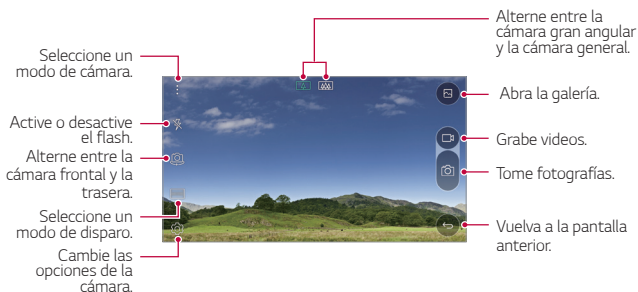 Alterne entre la
cámara gran angular
y la cámara general.
Seleccione un
modo de cámara.
Active o desactive
el flash.
Alterne entre la
cámara frontal y la
trasera.
Seleccione un
modo de disparo.
Cambie las
opciones de la
cámara.
Abra la galería.
Grabe videos.
Tome fotografías.
Vuelva a la pantalla
anterior.